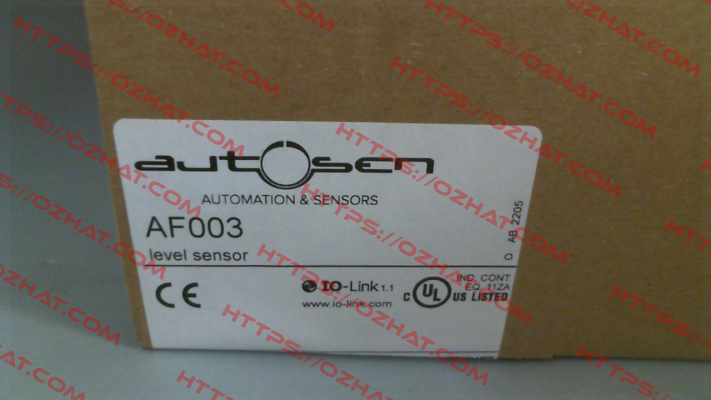 autosen
AUTOMATION & SENSORS
AF003
level sensor
O AB 2205
CE
IO-Link 1.1
www.io-link.com
C UL US LISTED
IND. CONT.
EQ. 11ZA
HTTPS://OZHAT.COM